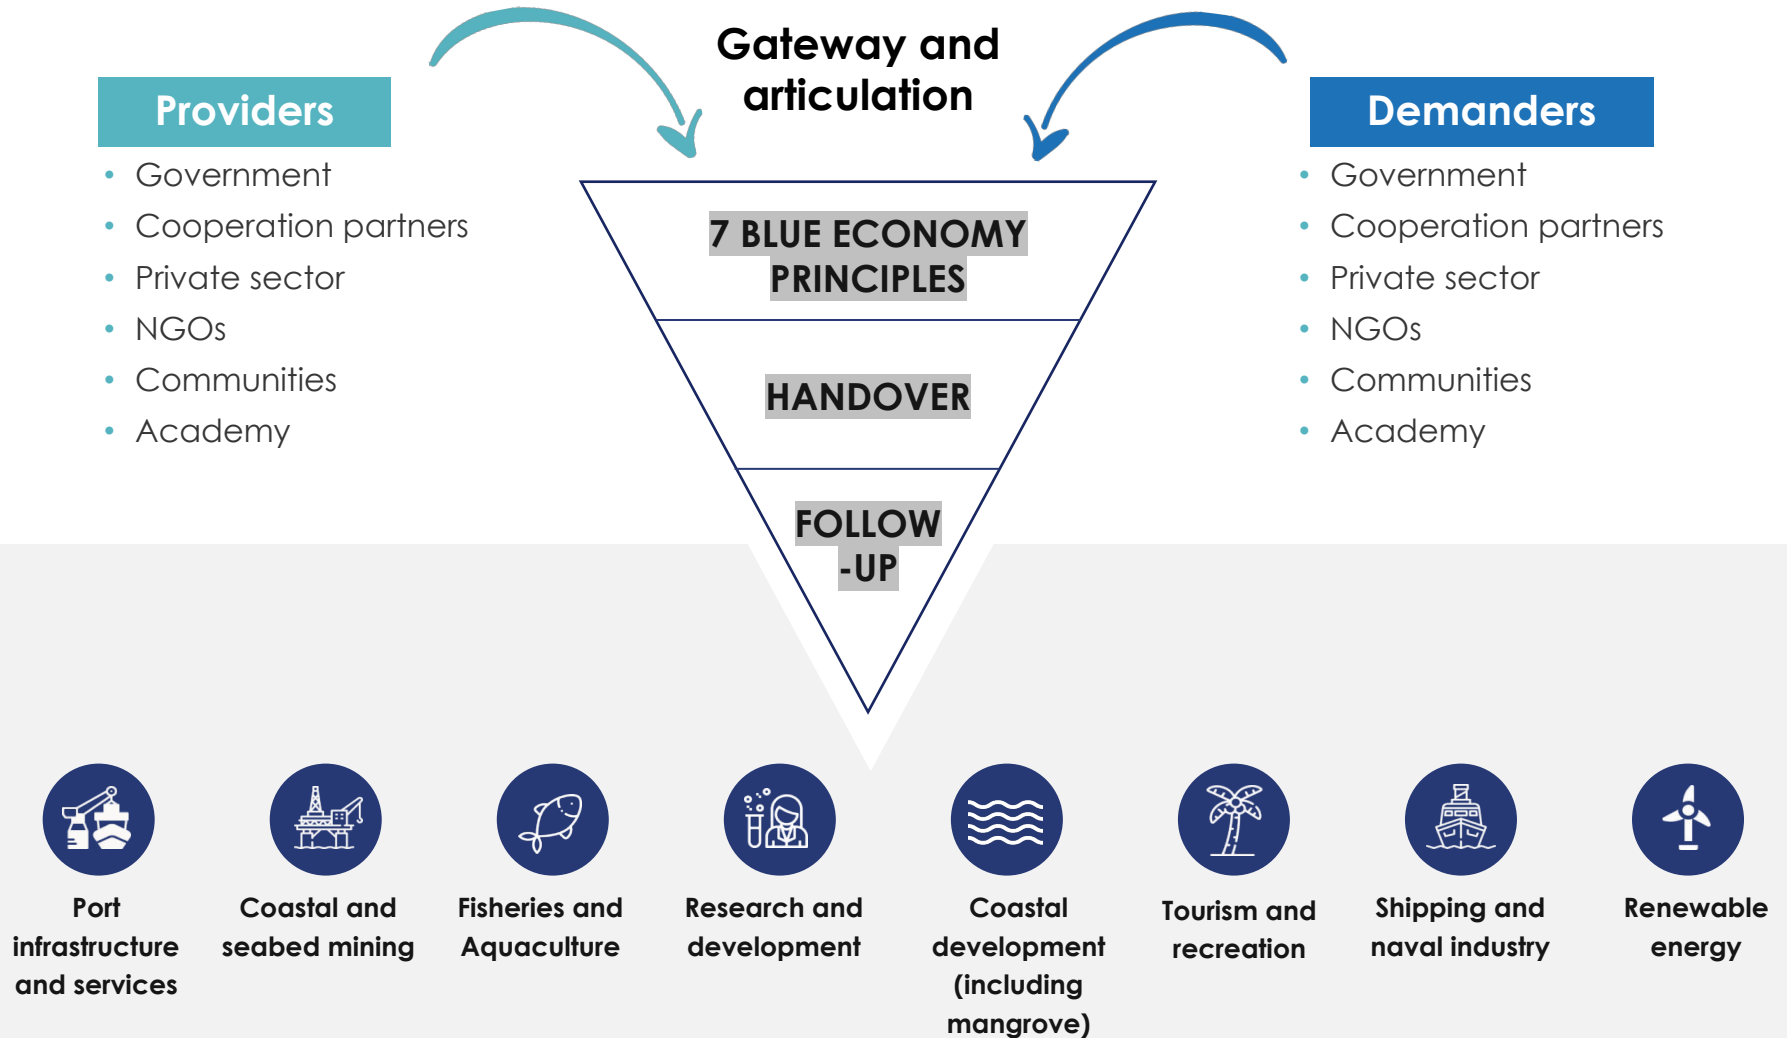 Gateway and
articulation
Providers
• Government
• Cooperation partners
• Private sector
• NGOs
• Communities
• Academy
Demanders
• Government
• Cooperation partners
• Private sector
• NGOs
• Communities
• Academy
7 BLUE ECONOMY
PRINCIPLES
HANDOVER
FOLLOW
-UP
Port
infrastructure
and services
Coastal and
seabed mining
Fisheries and
Aquaculture
Research and
development
Coastal
development
(including
mangrove)
Tourism and
recreation
Shipping and
naval industry
Renewable
energy